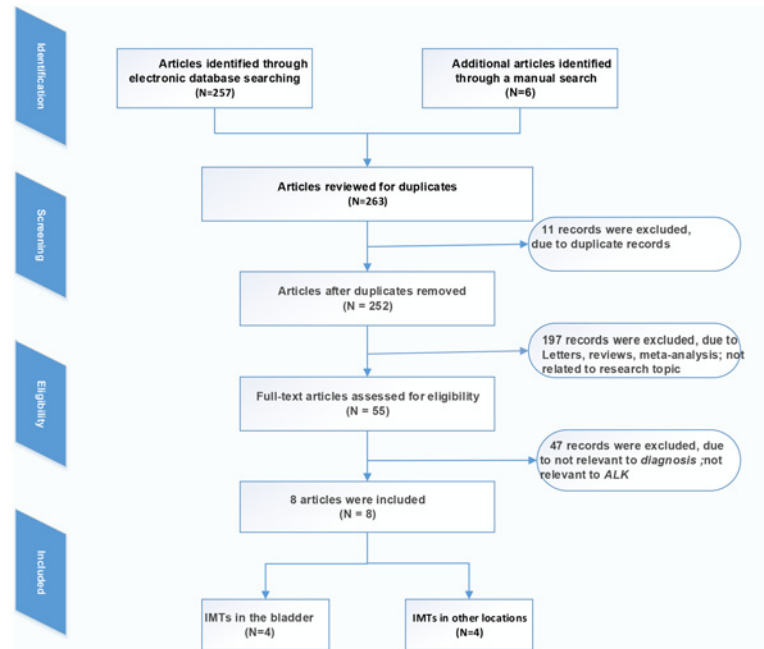 Identification
Articles identified through
electronic database searching
(N=257)
Additional articles identified
through a manual search
(N=6)
Articles reviewed for duplicates
(N=263)
Screening
11 records were excluded,
due to duplicate records
Articles after duplicates removed
(N = 252)
197 records were excluded, due to
Letters, reviews, meta-analysis; not
related to research topic
Eligibility
Full-text articles assessed for eligibility
(N = 55)
47 records were excluded, due
to not relevant to diagnosis ;not
relevant to ALK
8 articles were included
(N = 8)
Included
IMTs in the bladder
(N=4)
IMTs in other locations
(N=4)